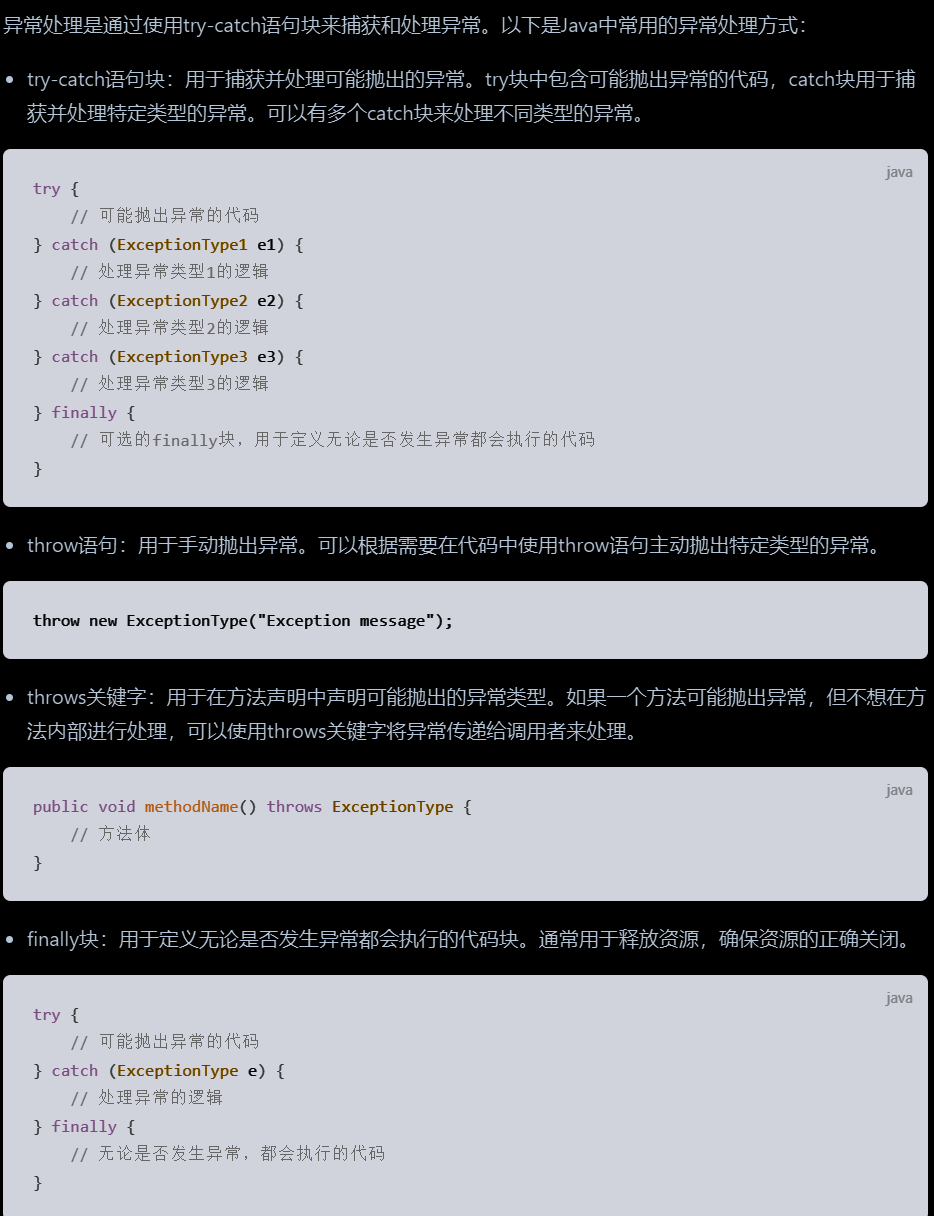 异常处理是通过使用try-catch语句块来捕获和处理异常。以下是Java中常用的异常处理方式：
• try-catch语句块：用于捕获并处理可能抛出的异常。try块中包含可能抛出异常的代码，catch块用于捕
获并处理特定类型的异常。可以有多个catch块来处理不同类型的异常。
java
try {
    // 可能抛出异常的代码
} catch (ExceptionType1 e1) {
    // 处理异常类型1的逻辑
} catch (ExceptionType2 e2) {
    // 处理异常类型2的逻辑
} catch (ExceptionType3 e3) {
    // 处理异常类型3的逻辑
} finally {
    // 可选的finally块，用于定义无论是否发生异常都会执行的代码
}
• throw语句：用于手动抛出异常。可以根据需要在代码中使用throw语句主动抛出特定类型的异常。
throw new ExceptionType("Exception message");
• throws关键字：用于在方法声明中声明可能抛出的异常类型。如果一个方法可能抛出异常，但不想在方
法内部进行处理，可以使用throws关键字将异常传递给调用者来处理。
java
public void methodName() throws ExceptionType {
    // 方法体
}
• finally块：用于定义无论是否发生异常都会执行的代码块。通常用于释放资源，确保资源的正确关闭。
java
try {
    // 可能抛出异常的代码
} catch (ExceptionType e) {
    // 处理异常的逻辑
} finally {
    // 无论是否发生异常，都会执行的代码
}